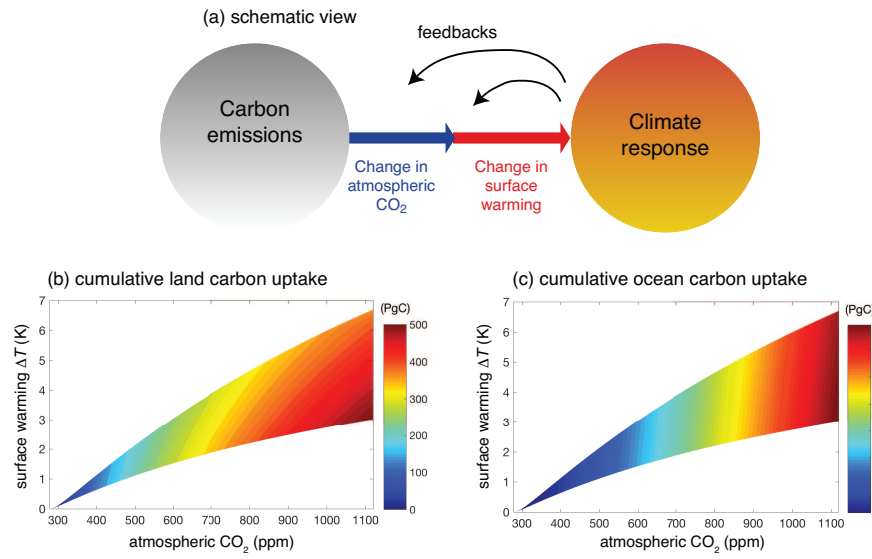 (a) schematic view
feedbacks
Carbon
emissions
Climate
response
Change in
atmospheric
CO2
Change in
surface
warming
(b) cumulative land carbon uptake
(PgC)
7
6
5
4
3
2
1
0
surface warming ΔT (K)
300 400 500 600 700 800 900 1000 1100
atmospheric CO2 (ppm)
500
400
300
200
100
0
(c) cumulative ocean carbon uptake
(PgC)
7
6
5
4
3
2
1
0
surface warming ΔT (K)
300 400 500 600 700 800 900 1000 1100
atmospheric CO2 (ppm)